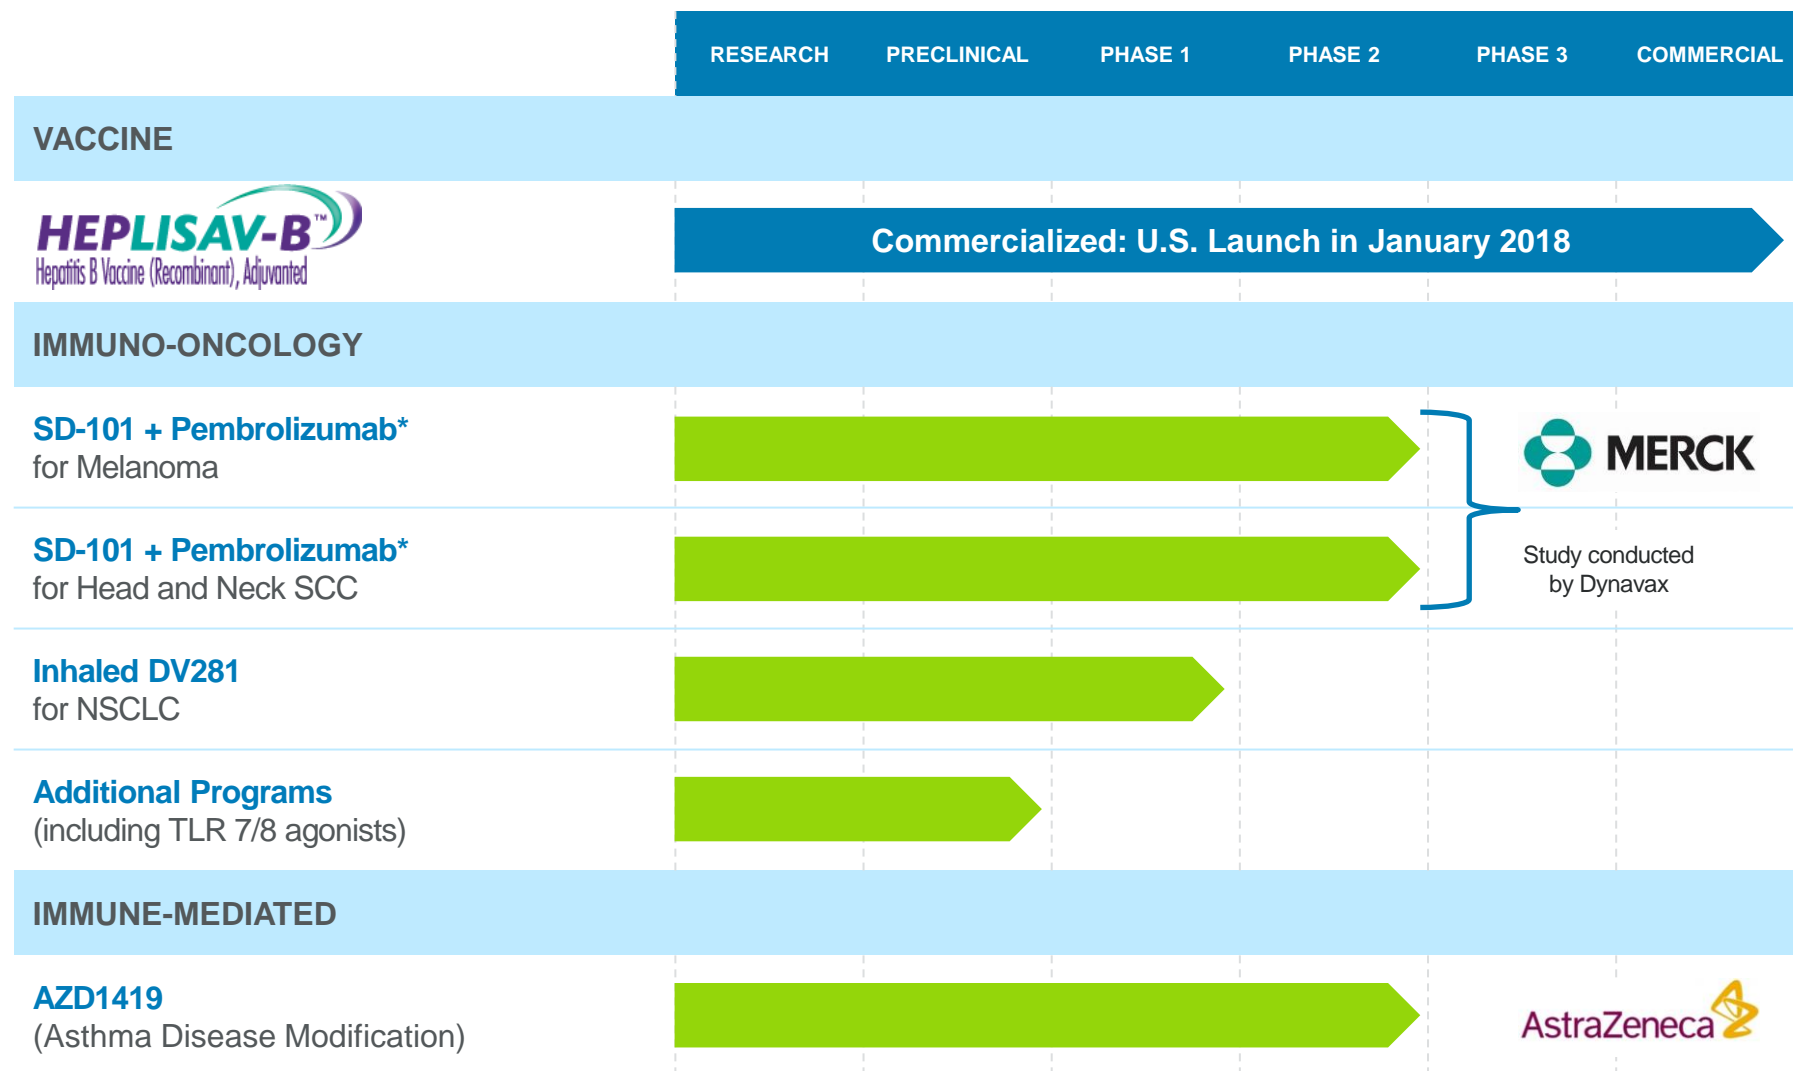 RESEARCH PRECLINICAL PHASE 1 PHASE 2 PHASE 3 COMMERCIAL
VACCINE
HEPLISAV-B™
Hepatitis B Vaccine (Recombinant), Adjuvanted
Commercialized: U.S. Launch in January 2018
IMMUNO-ONCOLOGY
SD-101 + Pembrolizumab*
for Melanoma
MERCK
SD-101 + Pembrolizumab*
for Head and Neck SCC
Study conducted
by Dynavax
Inhaled DV281
for NSCLC
Additional Programs
(including TLR 7/8 agonists)
IMMUNE-MEDIATED
AZD1419
(Asthma Disease Modification)
AstraZeneca